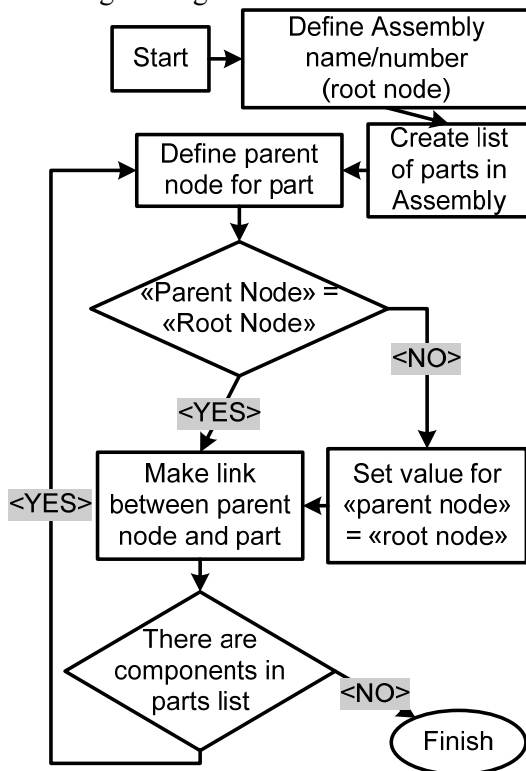 Start
Define Assembly
name/number
(root node)
Create list
of parts in
Assembly
Define parent
node for part
«Parent Node» =
«Root Node»
<NO>
<YES>
Make link
between parent
node and part
Set value for
«parent node»
= «root node»
<YES>
There are
components in
parts list
<NO>
Finish